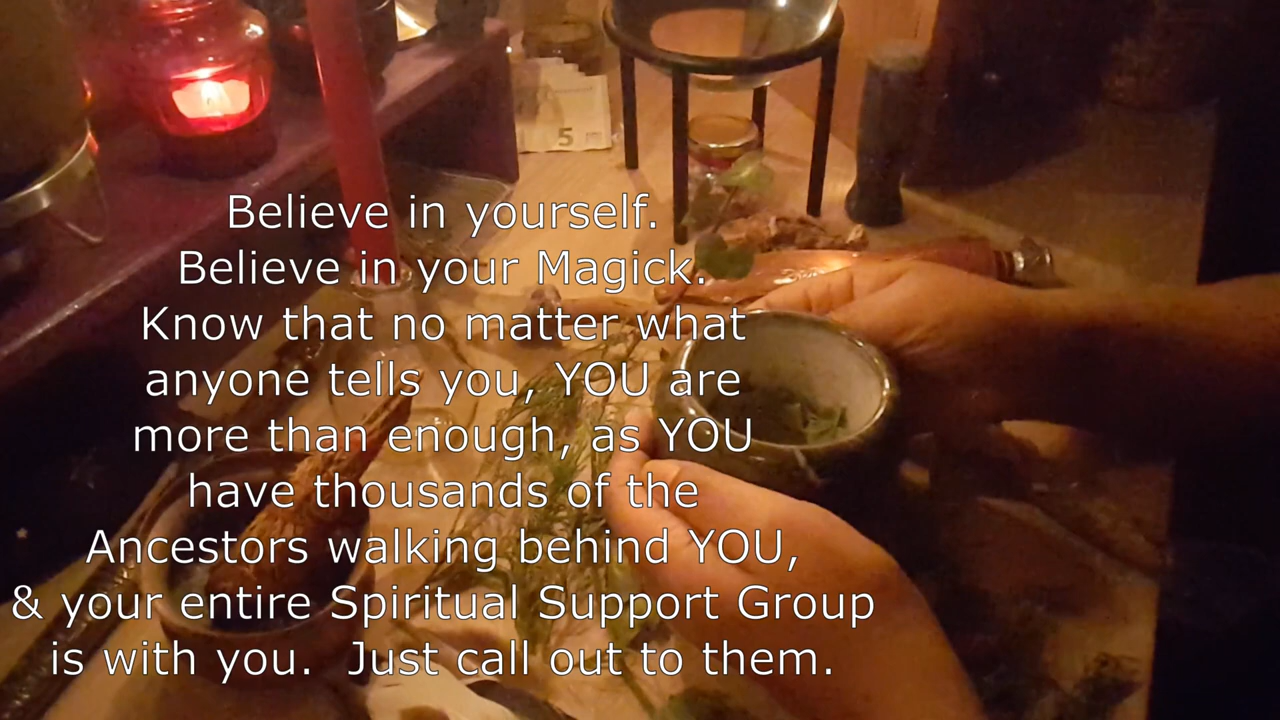 5
Believe in yourself.
Believe in your Magick.
Know that no matter what
anyone tells you, YOU are
more than enough, as YOU
have thousands of the
Ancestors walking behind YOU,
& your entire Spiritual Support Group
is with you.  Just call out to them.